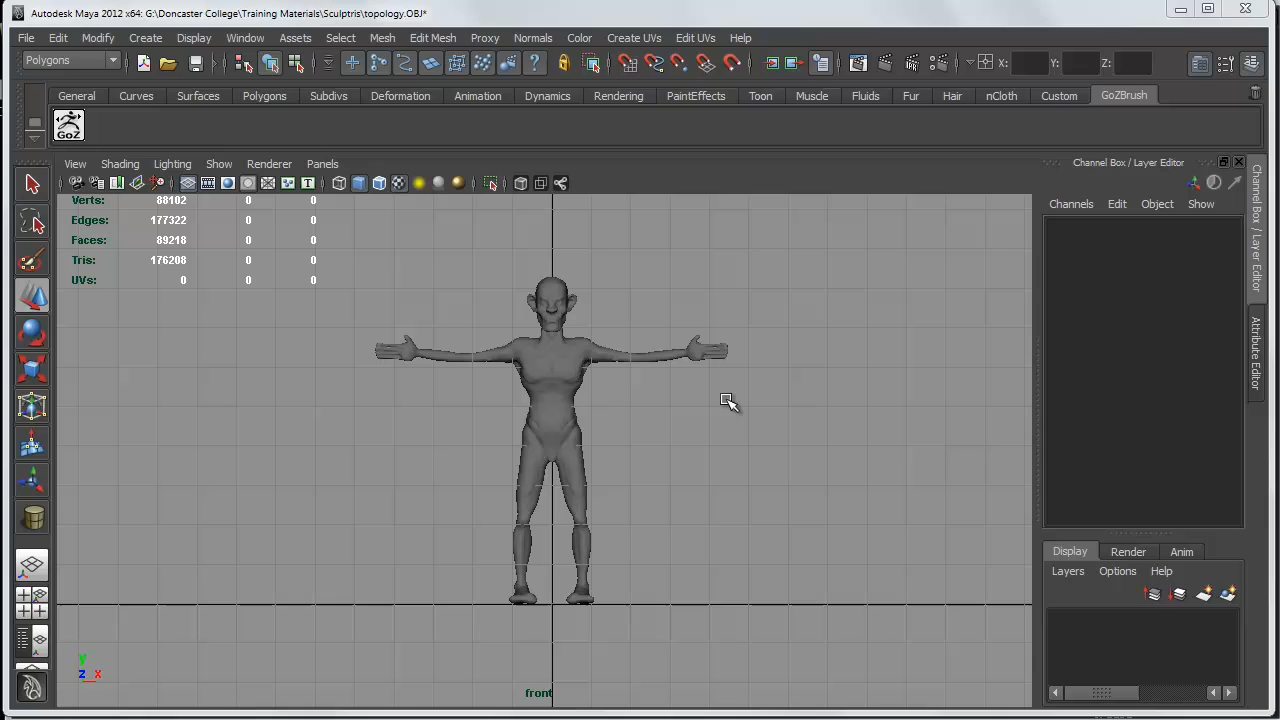 Autodesk Maya 2012 x64: G:\Doncaster College\Training Materials\Sculptris\topology.OBJ*
File Edit Modify Create Display Window Assets Select Mesh Edit Mesh Proxy Normals Color Create UVs Edit UVs Help
Polygons X: Y: Z:
General Curves Surfaces Polygons Subdivs Deformation Animation Dynamics Rendering PaintEffects Toon Muscle Fluids Fur Hair nCloth Custom GoZBrush
GoZ
View Shading Lighting Show Renderer Panels
Channel Box / Layer Editor
Channels Edit Object Show
Verts: 88102 0 0
Edges: 177322 0 0
Faces: 89218 0 0
Tris: 176208 0 0
UVs: 0 0 0
Channel Box / Layer Editor
Attribute Editor
Display Render Anim
Layers Options Help
y
z x
front